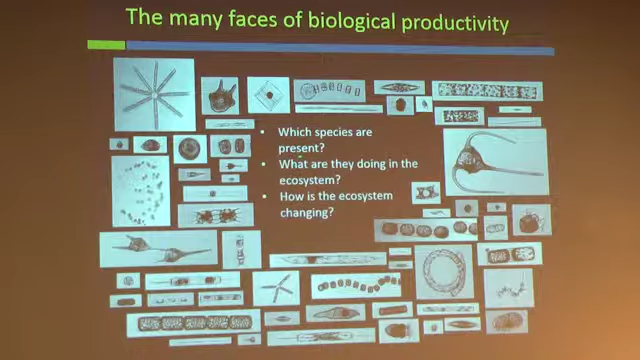 The many faces of biological productivity
• Which species are
present?
• What are they doing in the
ecosystem?
• How is the ecosystem
changing?